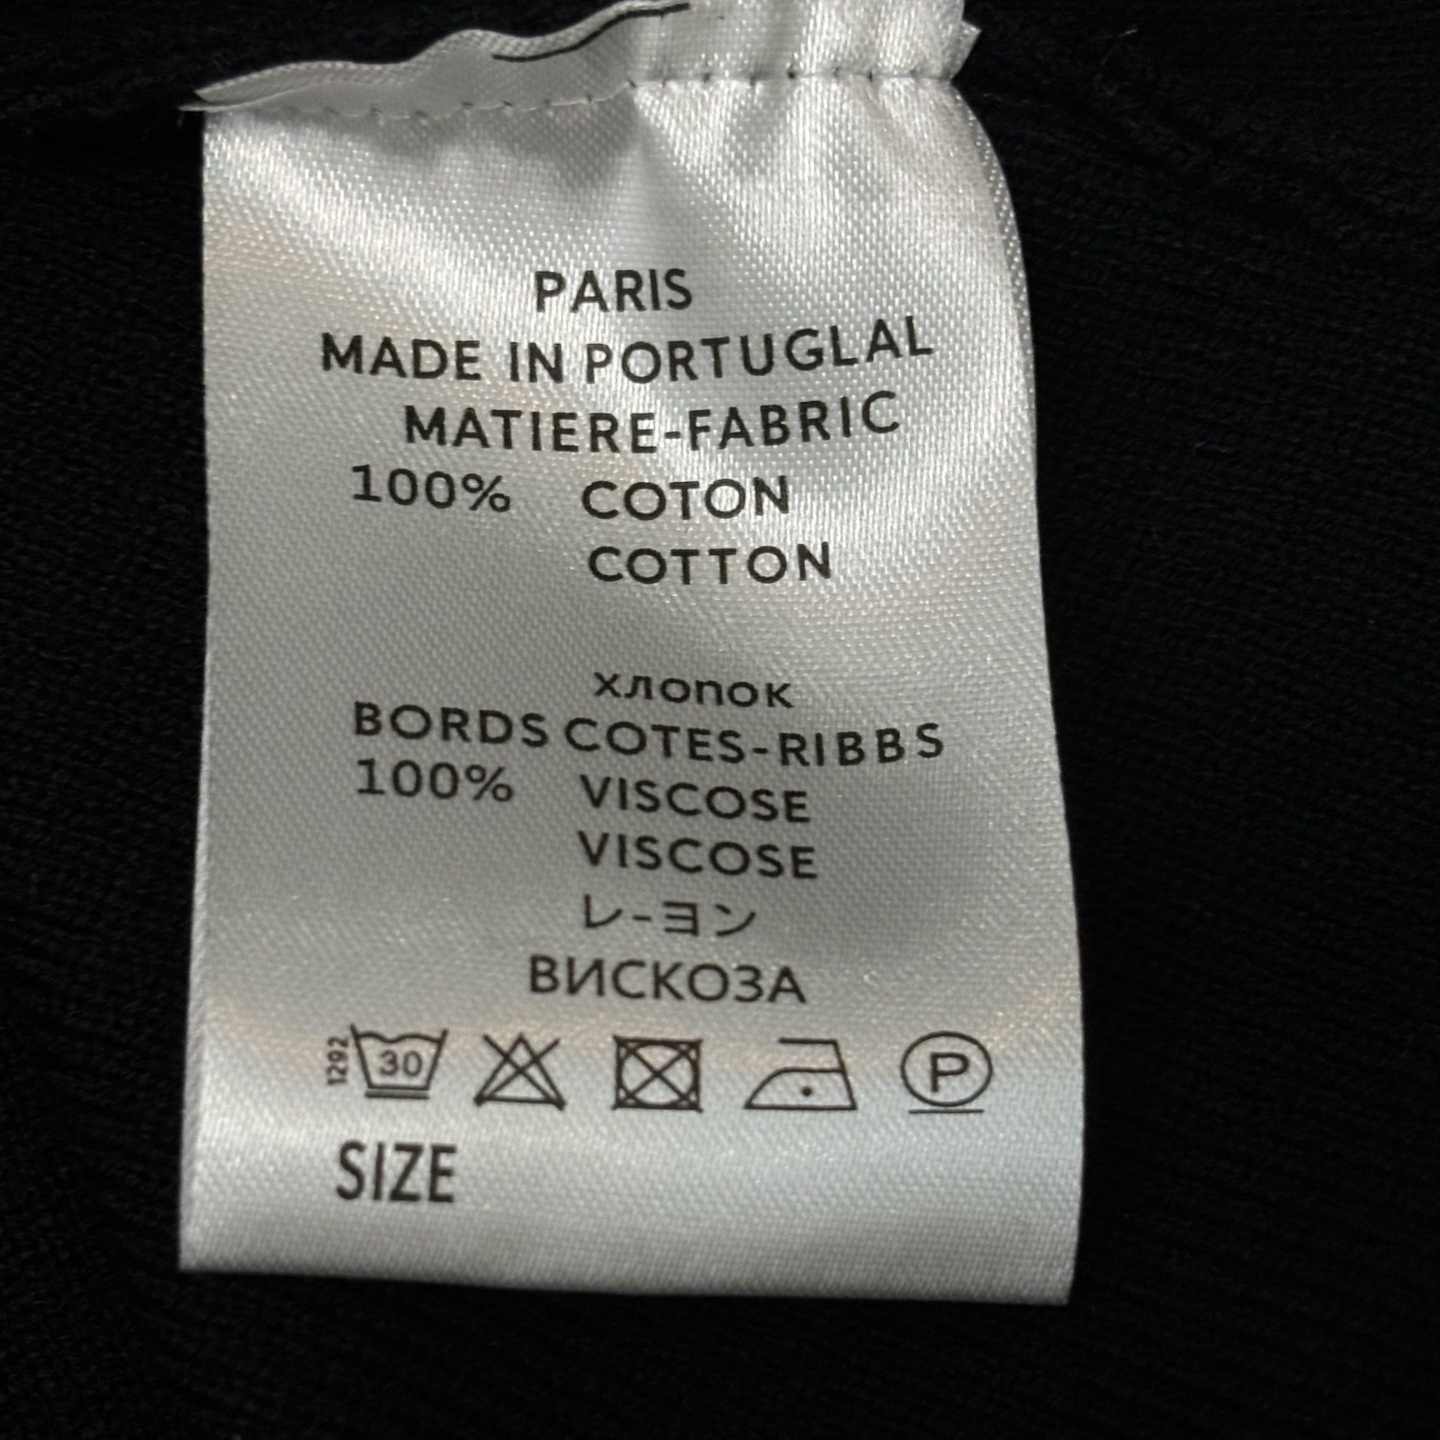 PARIS
MADE IN PORTUGLAL
MATIERE-FABRIC
100% COTON
COTTON
хлопок
BORDS COTES-RIBBS
100% VISCOSE
VISCOSE
レ-ヨン
ВИСКОЗА
1292 30 P
SIZE